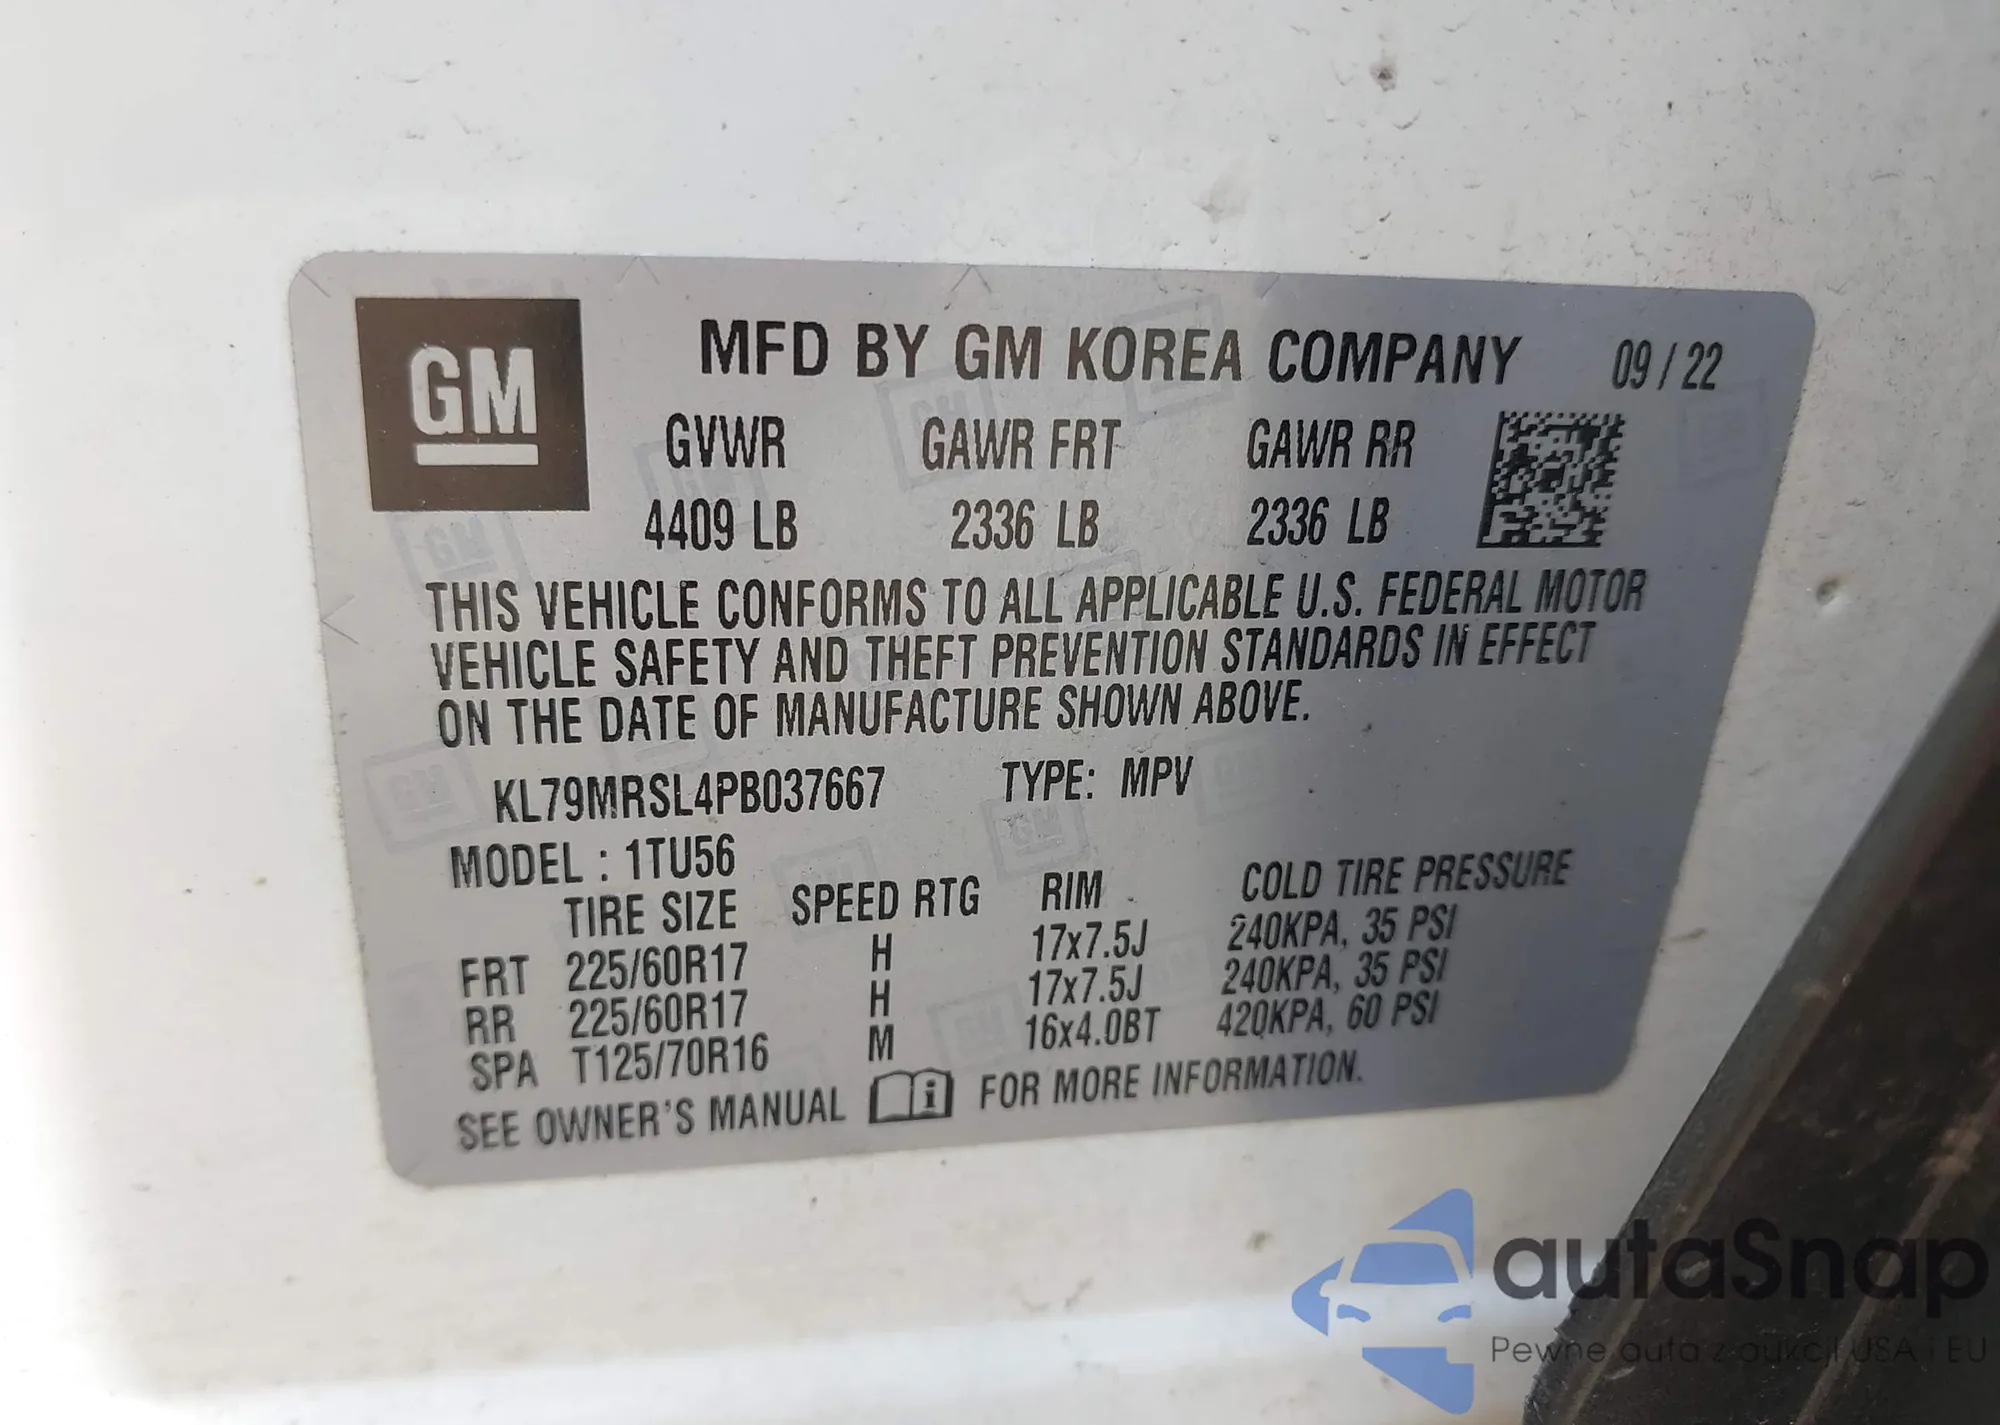 GM
MFD BY GM KOREA COMPANY 09 / 22
GVWR GAWR FRT GAWR RR
4409 LB 2336 LB 2336 LB
THIS VEHICLE CONFORMS TO ALL APPLICABLE U.S. FEDERAL MOTOR
VEHICLE SAFETY AND THEFT PREVENTION STANDARDS IN EFFECT
ON THE DATE OF MANUFACTURE SHOWN ABOVE.
KL79MRSL4PB037667 TYPE: MPV
MODEL : 1TU56
TIRE SIZE SPEED RTG RIM COLD TIRE PRESSURE
FRT 225/60R17 H 17x7.5J 240KPA, 35 PSI
RR 225/60R17 H 17x7.5J 240KPA, 35 PSI
SPA T125/70R16 M 16x4.0BT 420KPA, 60 PSI
SEE OWNER'S MANUAL i FOR MORE INFORMATION.
autaSnap
Pewne auta z aukcji USA i EU